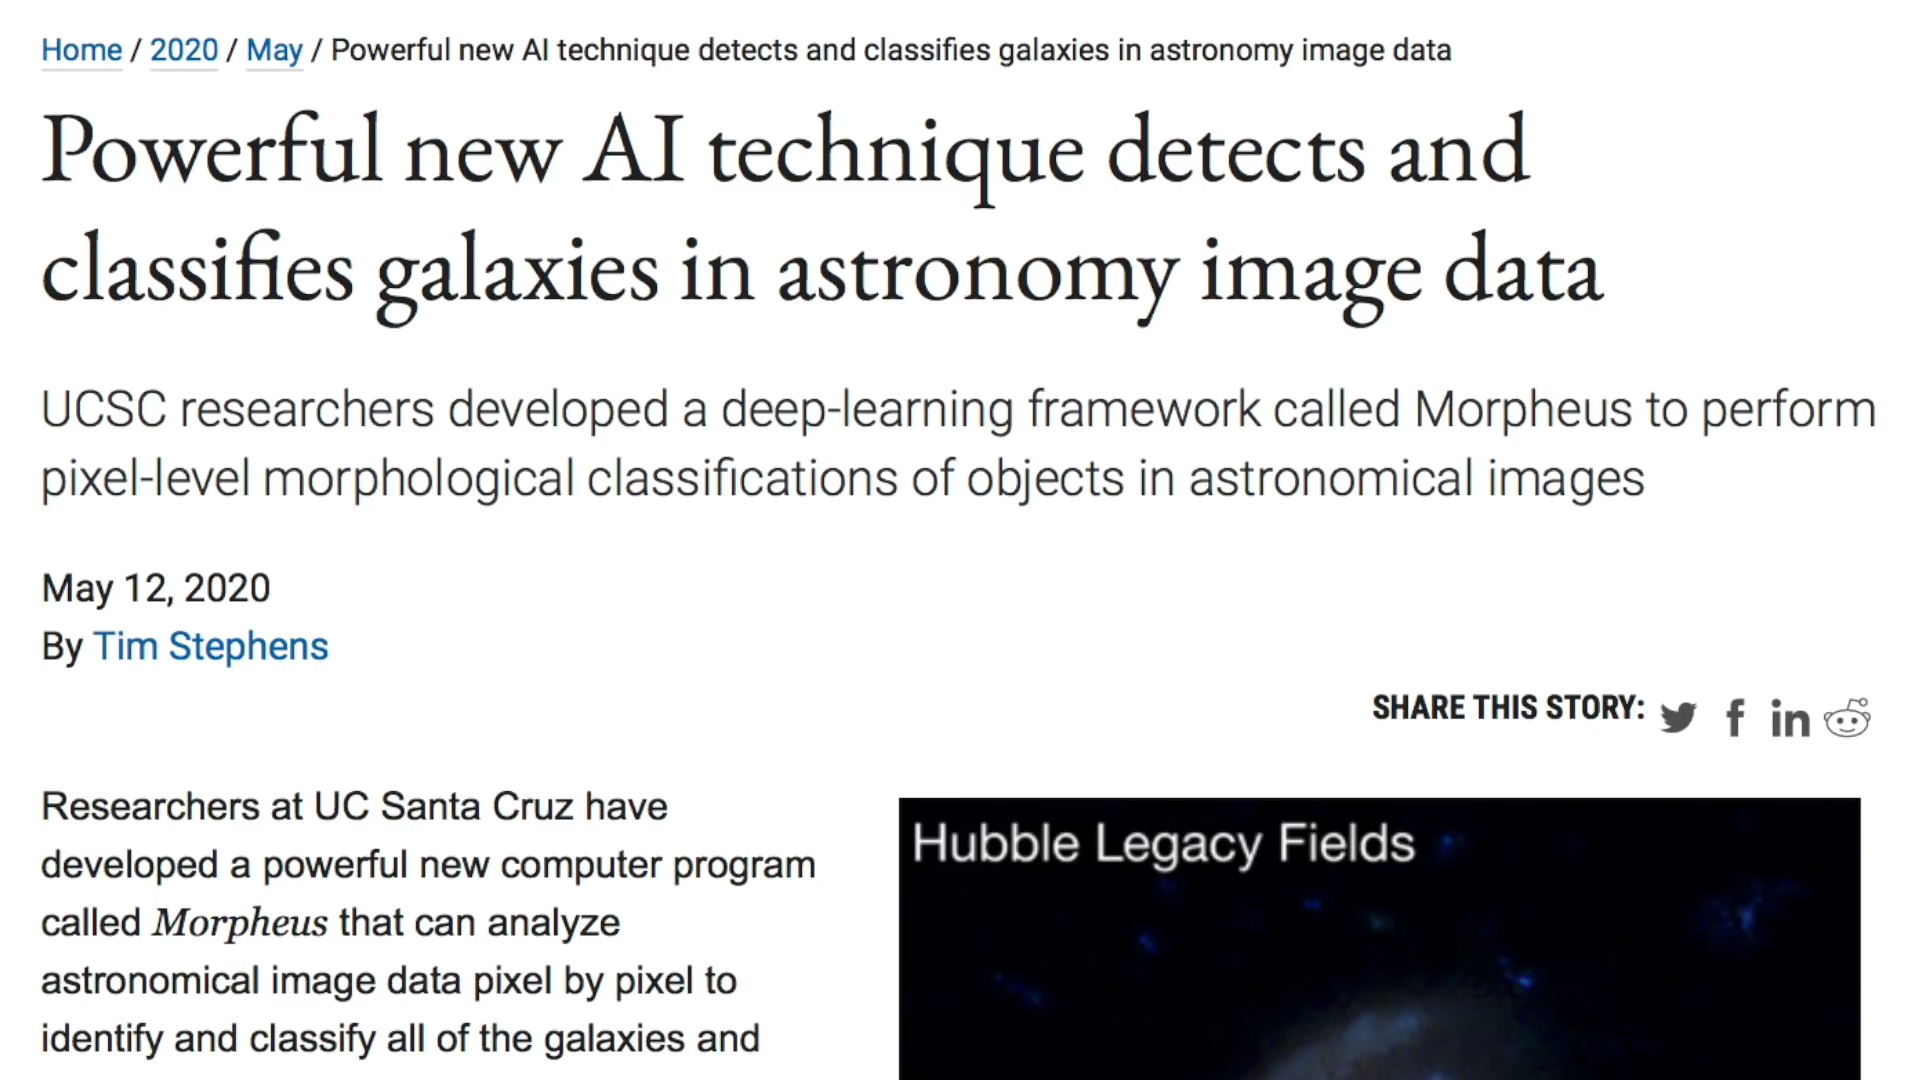 Home / 2020 / May / Powerful new AI technique detects and classifies galaxies in astronomy image data
Powerful new AI technique detects and
classifies galaxies in astronomy image data
UCSC researchers developed a deep-learning framework called Morpheus to perform
pixel-level morphological classifications of objects in astronomical images
May 12, 2020
By Tim Stephens
SHARE THIS STORY:
Researchers at UC Santa Cruz have
developed a powerful new computer program
called Morpheus that can analyze
astronomical image data pixel by pixel to
identify and classify all of the galaxies and
Hubble Legacy Fields